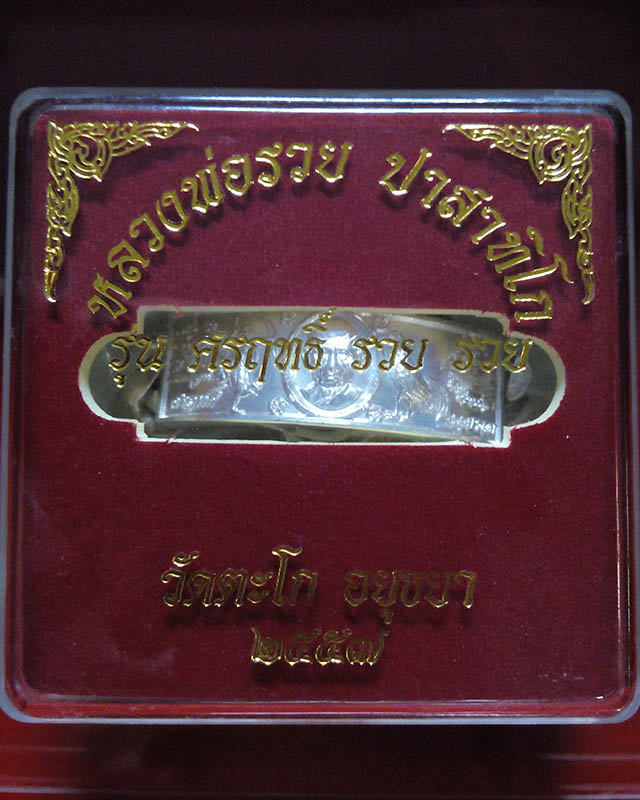 หลวงพ่อรวย ปาสาทิโก
รุ่น ศิริฤทธิ์ รวย รวย
วัดตะโก อยุธยา
๒๕๕๗